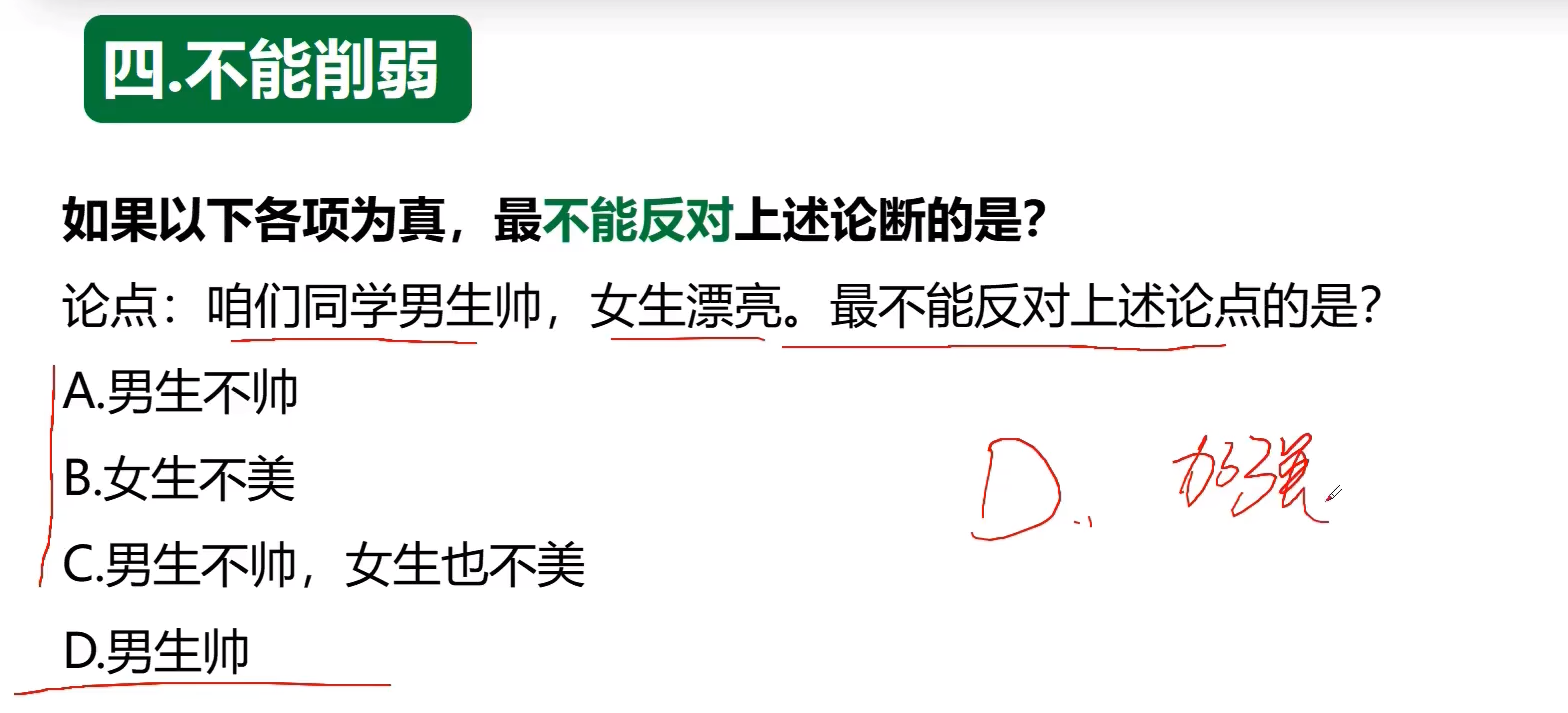 四.不能削弱
如果以下各项为真，最不能反对上述论断的是？
论点：咱们同学男生帅，女生漂亮。最不能反对上述论点的是？
A.男生不帅
B.女生不美
C.男生不帅，女生也不美
D.男生帅
D.. 加强